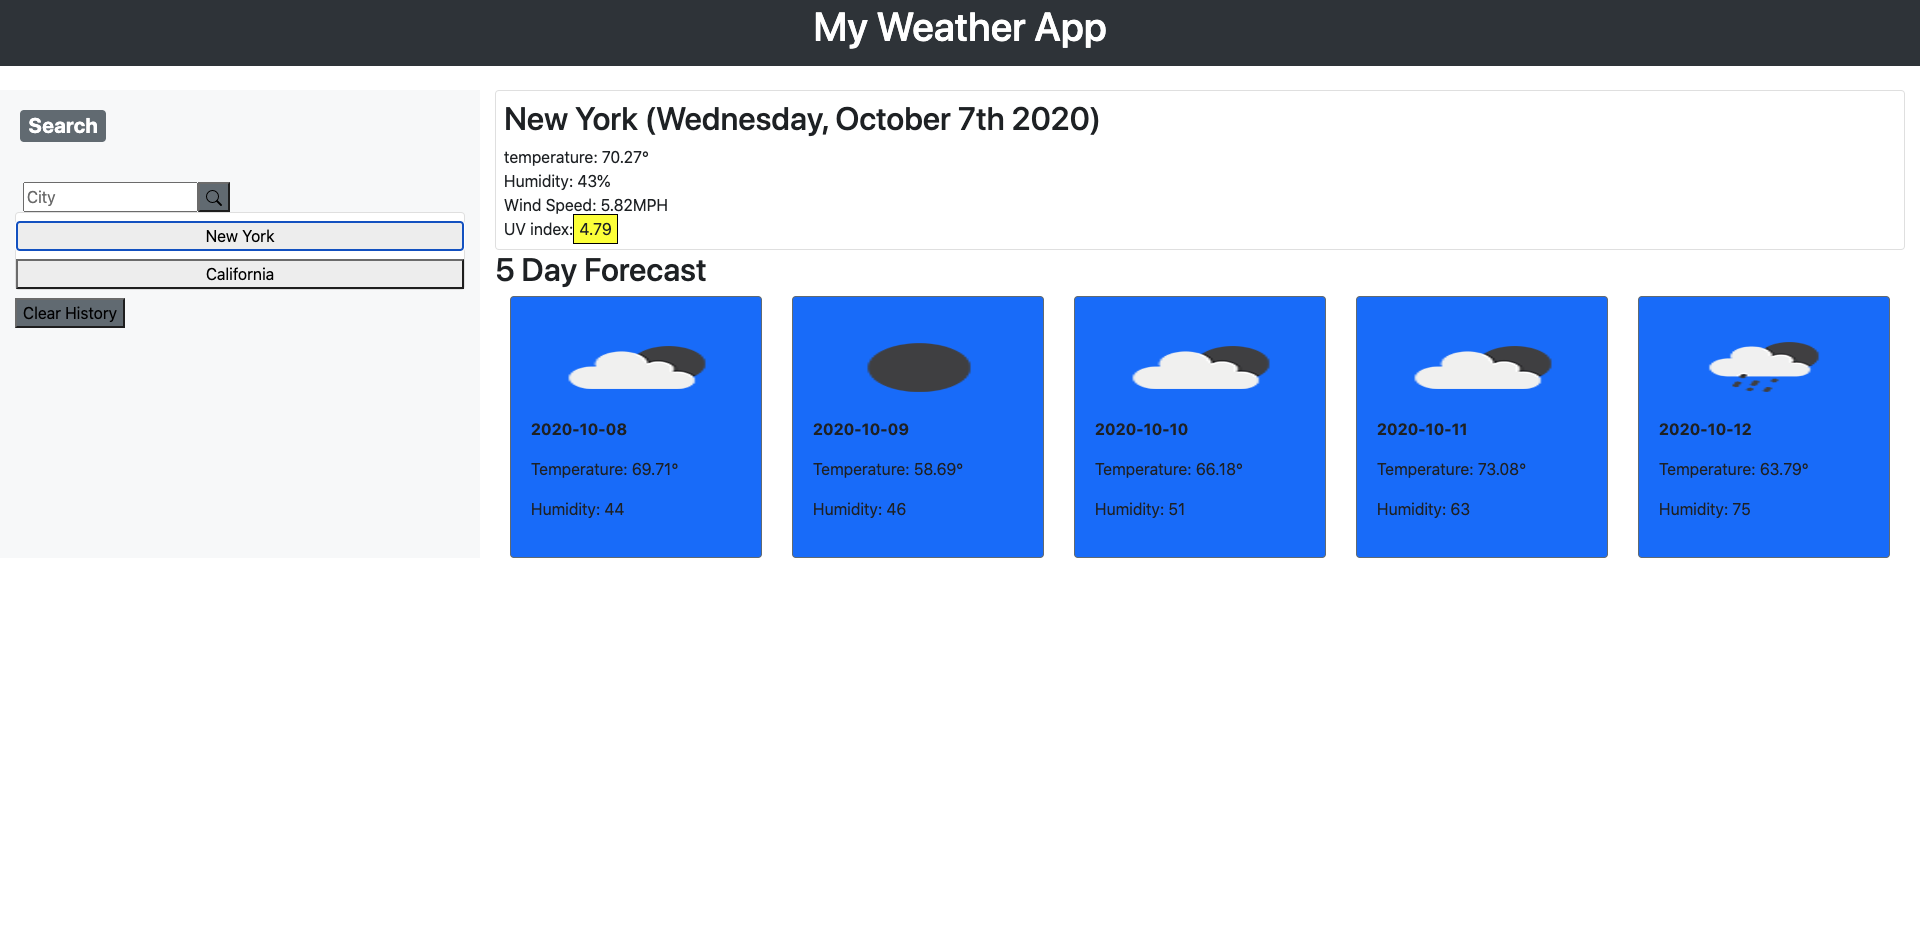 My Weather App
Search
City
New York
California
Clear History
New York (Wednesday, October 7th 2020)
temperature: 70.27°
Humidity: 43%
Wind Speed: 5.82MPH
UV index: 4.79
5 Day Forecast
2020-10-08
Temperature: 69.71°
Humidity: 44
2020-10-09
Temperature: 58.69°
Humidity: 46
2020-10-10
Temperature: 66.18°
Humidity: 51
2020-10-11
Temperature: 73.08°
Humidity: 63
2020-10-12
Temperature: 63.79°
Humidity: 75